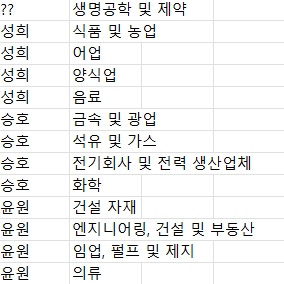 ?? 생명공학 및 제약
성희 식품 및 농업
성희 어업
성희 양식업
성희 음료
승호 금속 및 광업
승호 석유 및 가스
승호 전기회사 및 전력 생산업체
승호 화학
윤원 건설 자재
윤원 엔지니어링, 건설 및 부동산
윤원 임업, 펄프 및 제지
윤원 의류